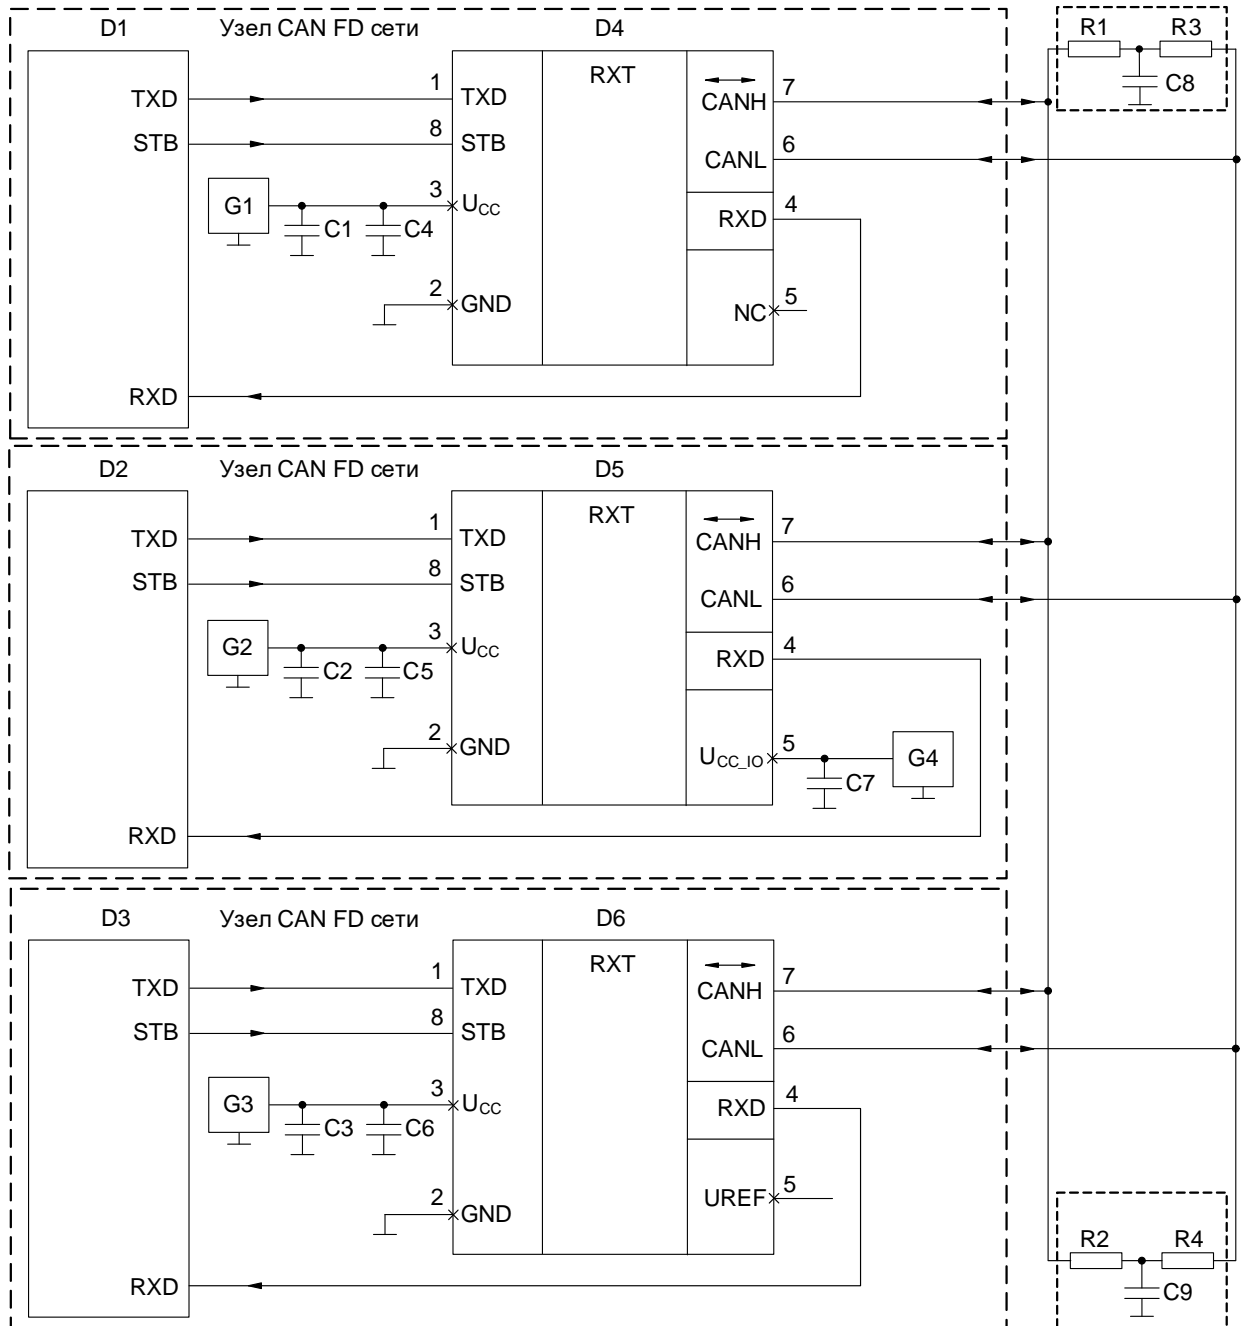 D1 Узел CAN FD сети D4 R1 R3
RXT
TXD 1 TXD CANH 7 C8
STB 8 STB CANL 6
G1 C1 C4 3 UCC RXD 4
2 GND NC 5
RXD
D2 Узел CAN FD сети D5
RXT
TXD 1 TXD CANH 7
STB 8 STB CANL 6
G2 C2 C5 3 UCC RXD 4
2 GND UCC_IO 5 C7 G4
RXD
D3 Узел CAN FD сети D6
RXT
TXD 1 TXD CANH 7
STB 8 STB CANL 6
G3 C3 C6 3 UCC RXD 4
2 GND UREF 5
R2 R4
RXD C9